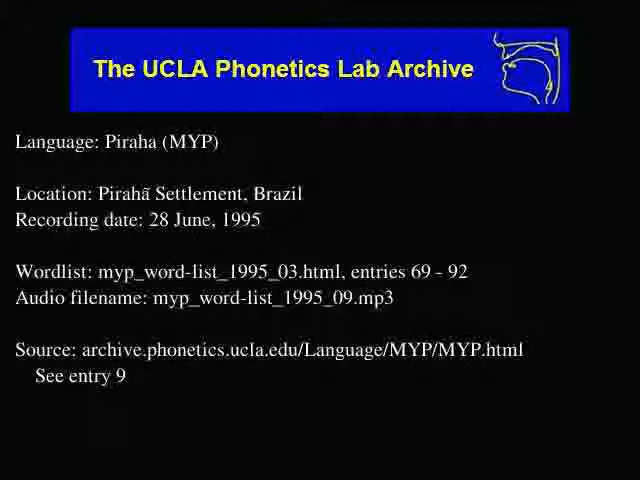 The UCLA Phonetics Lab Archive
Language: Piraha (MYP)
Location: Pirahã Settlement, Brazil
Recording date: 28 June, 1995
Wordlist: myp_word-list_1995_03.html, entries 69 - 92
Audio filename: myp_word-list_1995_09.mp3
Source: archive.phonetics.ucla.edu/Language/MYP/MYP.html
See entry 9